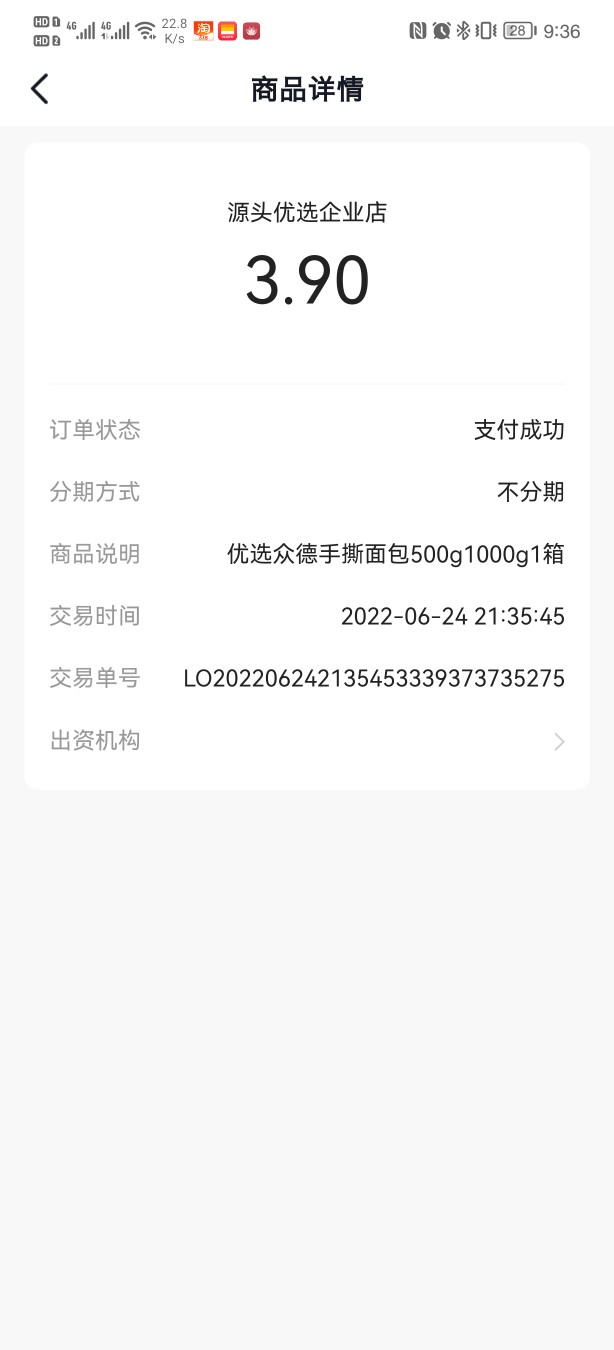 HD 1 4G 4G 22.8 K/s 淘 28 9:36
HD 2
商品详情
源头优选企业店
3.90
订单状态 支付成功
分期方式 不分期
商品说明 优选众德手撕面包500g1000g1箱
交易时间 2022-06-24 21:35:45
交易单号 LO20220624213545333937​3735275
出资机构